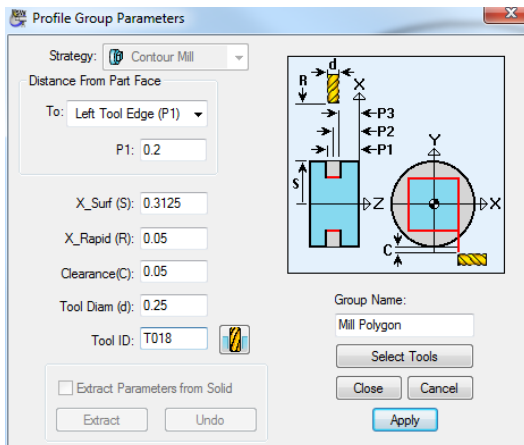 Profile Group Parameters
Strategy: Contour Mill
Distance From Part Face
To: Left Tool Edge (P1)
P1: 0.2
X_Surf (S): 0.3125
X_Rapid (R): 0.05
Clearance(C): 0.05
Tool Diam (d): 0.25
Tool ID: T018
Extract Parameters from Solid
Extract Undo
d
R X
P3
P2
P1
S
Z
Y
X
C
Group Name:
Mill Polygon
Select Tools
Close Cancel
Apply